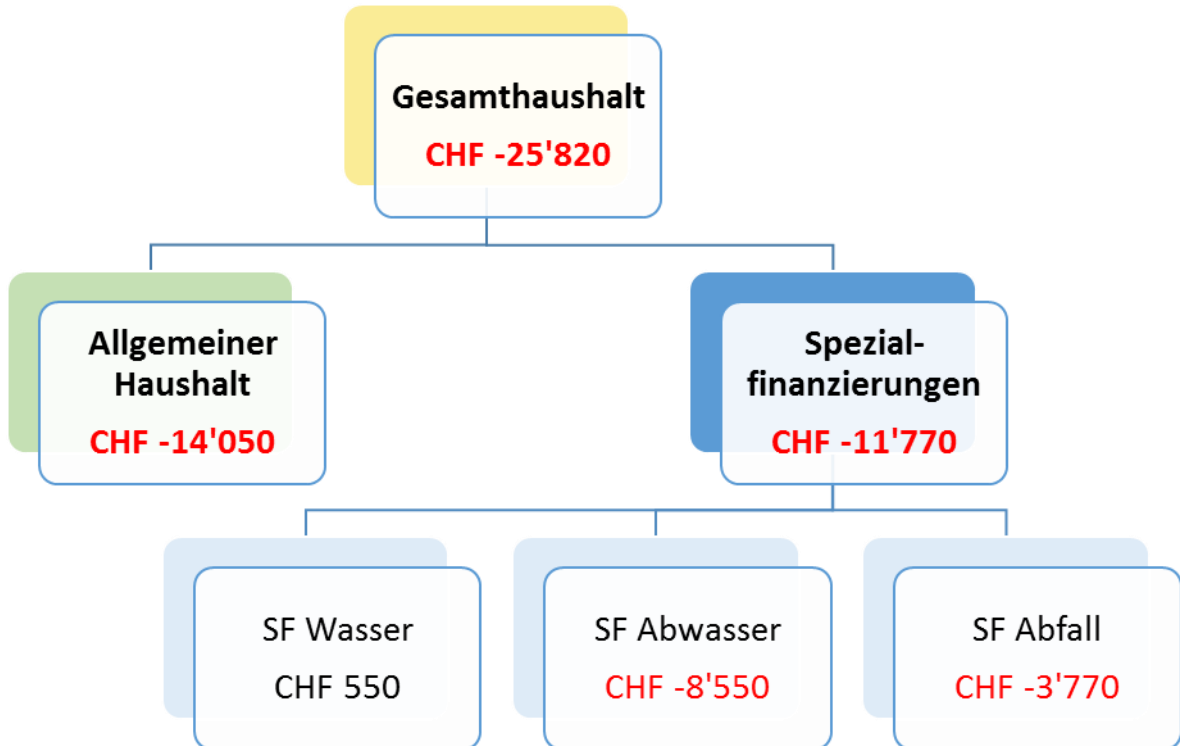 Gesamthaushalt
CHF -25'820
Allgemeiner
Haushalt
CHF -14'050
Spezial-
finanzierungen
CHF -11'770
SF Wasser
CHF 550
SF Abwasser
CHF -8'550
SF Abfall
CHF -3'770